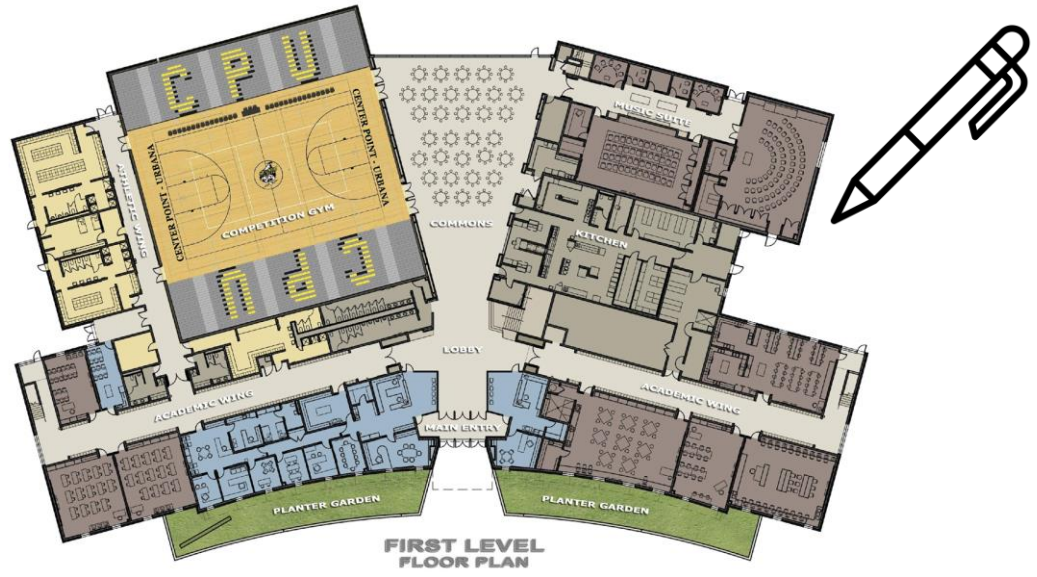 CPU
CENTER POINT - URBANA
CENTER POINT - URBANA
MUSIC SUITE
ATHLETIC WING
COMPETITION GYM
COMMONS
KITCHEN
CPU
LOBBY
ACADEMIC WING
ACADEMIC WING
MAIN ENTRY
PLANTER GARDEN
PLANTER GARDEN
FIRST LEVEL
FLOOR PLAN